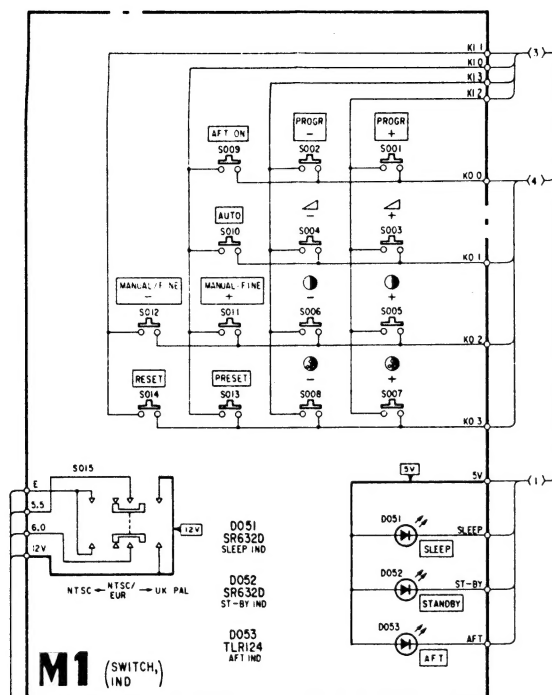 KI 1
(3)
KI 0
KI 3
KI 2
AFT ON
PROGR
-
PROGR
+
S009
S002
S001
KO 0
(4)
AUTO
-
+
S010
S004
S003
KO 1
MANUAL/FINE
-
MANUAL-FINE
+
-
+
S012
S011
S006
S005
KO 2
RESET
PRESET
-
+
S014
S013
S008
S007
KO 3
E
S015
5V
5V
(1)
5.5
6.0
12V
12V
D051
SR632D
SLEEP IND
D051
SLEEP
SLEEP
NTSC ← NTSC/EUR → UK PAL
D052
SR632D
ST-BY IND
D052
ST-BY
STANDBY
D053
TLR124
AFT IND
D053
AFT
AFT
M1 (SWITCH,
IND)